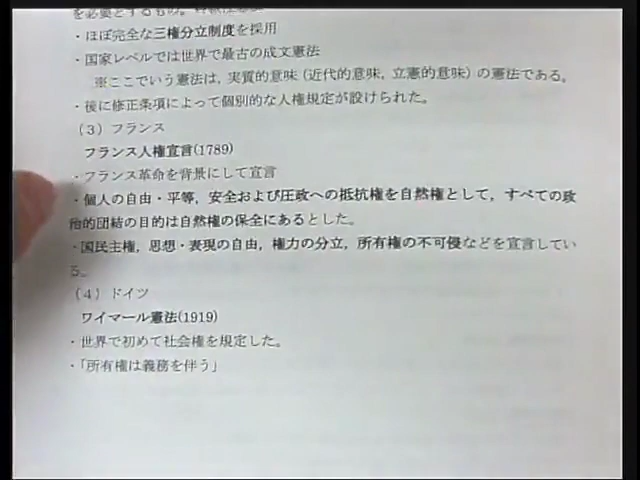 を必要とするもの。
・ほぼ完全な三権分立制度を採用
・国家レベルでは世界で最古の成文憲法
※ここでいう憲法は，実質的意味（近代的意味，立憲的意味）の憲法である。
・後に修正条項によって個別的な人権規定が設けられた。
（3）フランス
フランス人権宣言(1789)
・フランス革命を背景にして宣言
・個人の自由・平等，安全および圧政への抵抗権を自然権として，すべての政
治的団結の目的は自然権の保全にあるとした。
・国民主権，思想・表現の自由，権力の分立，所有権の不可侵などを宣言してい
る。
（4）ドイツ
ワイマール憲法(1919)
・世界で初めて社会権を規定した。
・「所有権は義務を伴う」